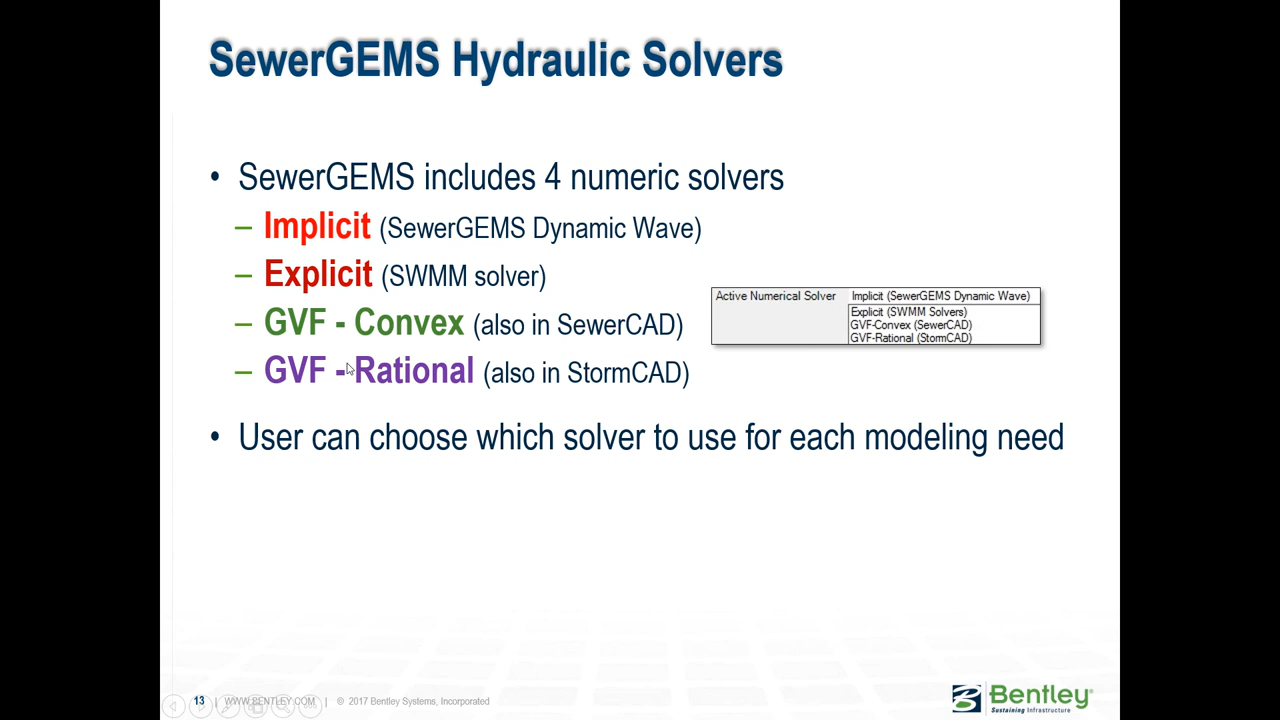 SewerGEMS Hydraulic Solvers
• SewerGEMS includes 4 numeric solvers
– Implicit (SewerGEMS Dynamic Wave)
– Explicit (SWMM solver)
– GVF - Convex (also in SewerCAD)
– GVF - Rational (also in StormCAD)
Active Numerical Solver Implicit (SewerGEMS Dynamic Wave)
Explicit (SWMM Solvers)
GVF-Convex (SewerCAD)
GVF-Rational (StormCAD)
• User can choose which solver to use for each modeling need
13 | WWW.BENTLEY.COM | © 2017 Bentley Systems, Incorporated
Bentley®
Sustaining Infrastructure